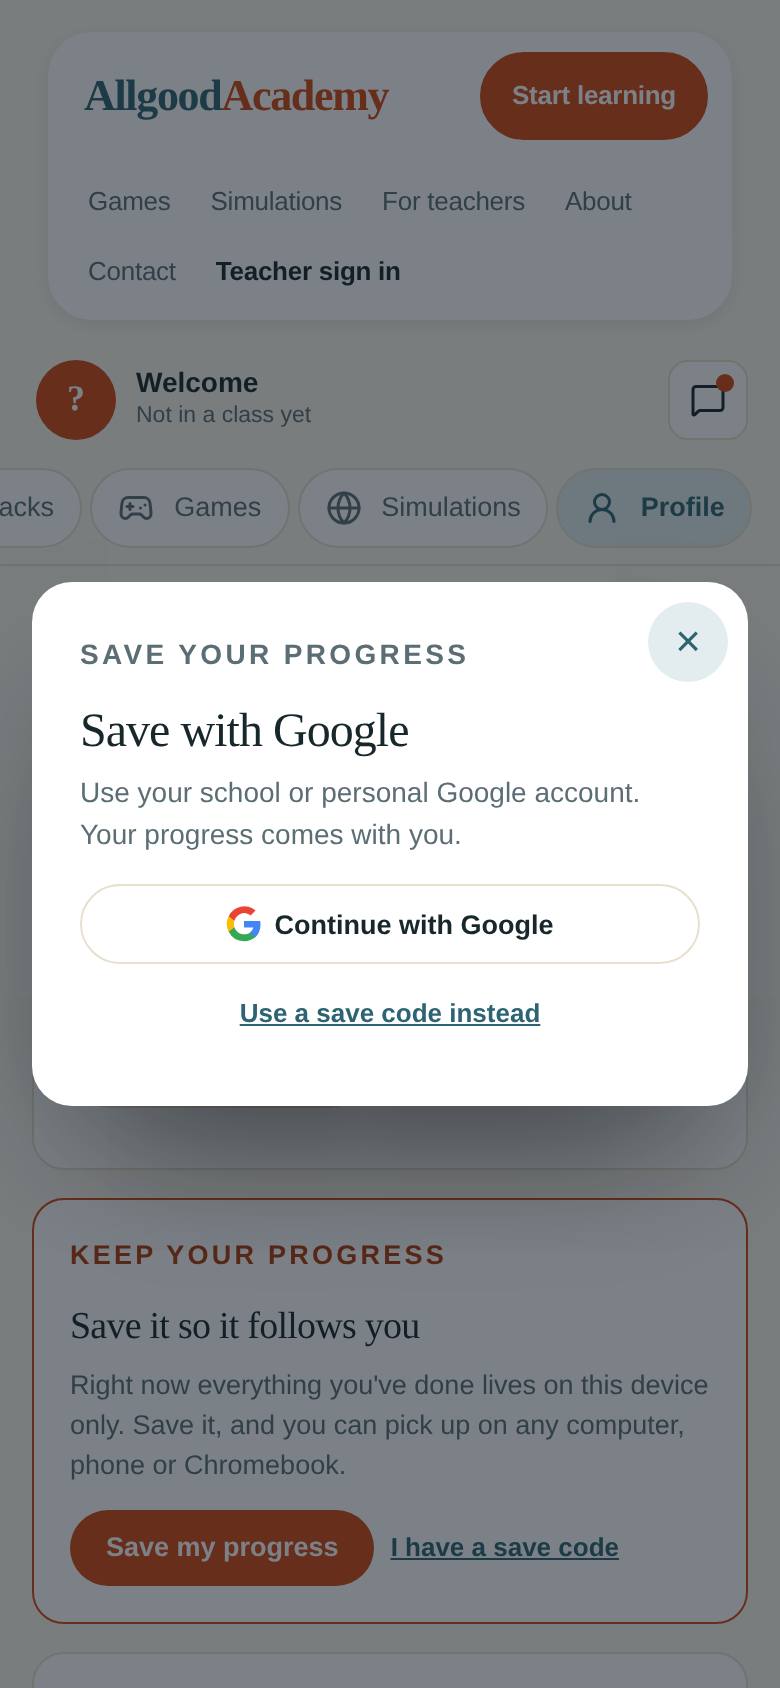 AllgoodAcademy
Start learning
Games
Simulations
For teachers
About
Contact
Teacher sign in
?
Welcome
Not in a class yet
acks
Games
Simulations
Profile
SAVE YOUR PROGRESS
Save with Google
Use your school or personal Google account.
Your progress comes with you.
Continue with Google
Use a save code instead
KEEP YOUR PROGRESS
Save it so it follows you
Right now everything you've done lives on this device
only. Save it, and you can pick up on any computer,
phone or Chromebook.
Save my progress
I have a save code